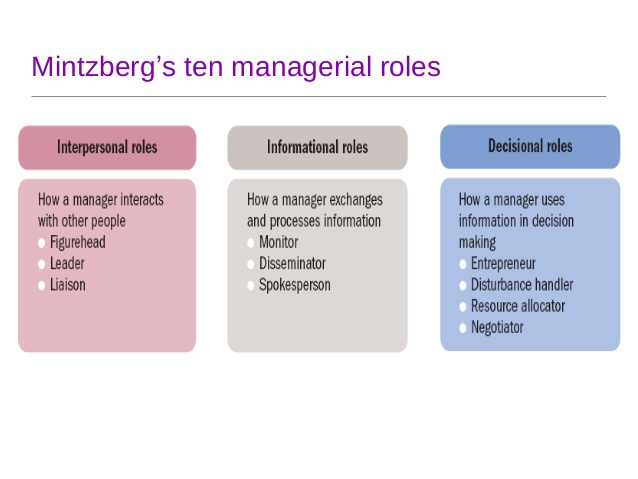 Mintzberg’s ten managerial roles
Interpersonal roles
How a manager interacts
with other people
Figurehead
Leader
Liaison
Informational roles
How a manager exchanges
and processes information
Monitor
Disseminator
Spokesperson
Decisional roles
How a manager uses
information in decision
making
Entrepreneur
Disturbance handler
Resource allocator
Negotiator